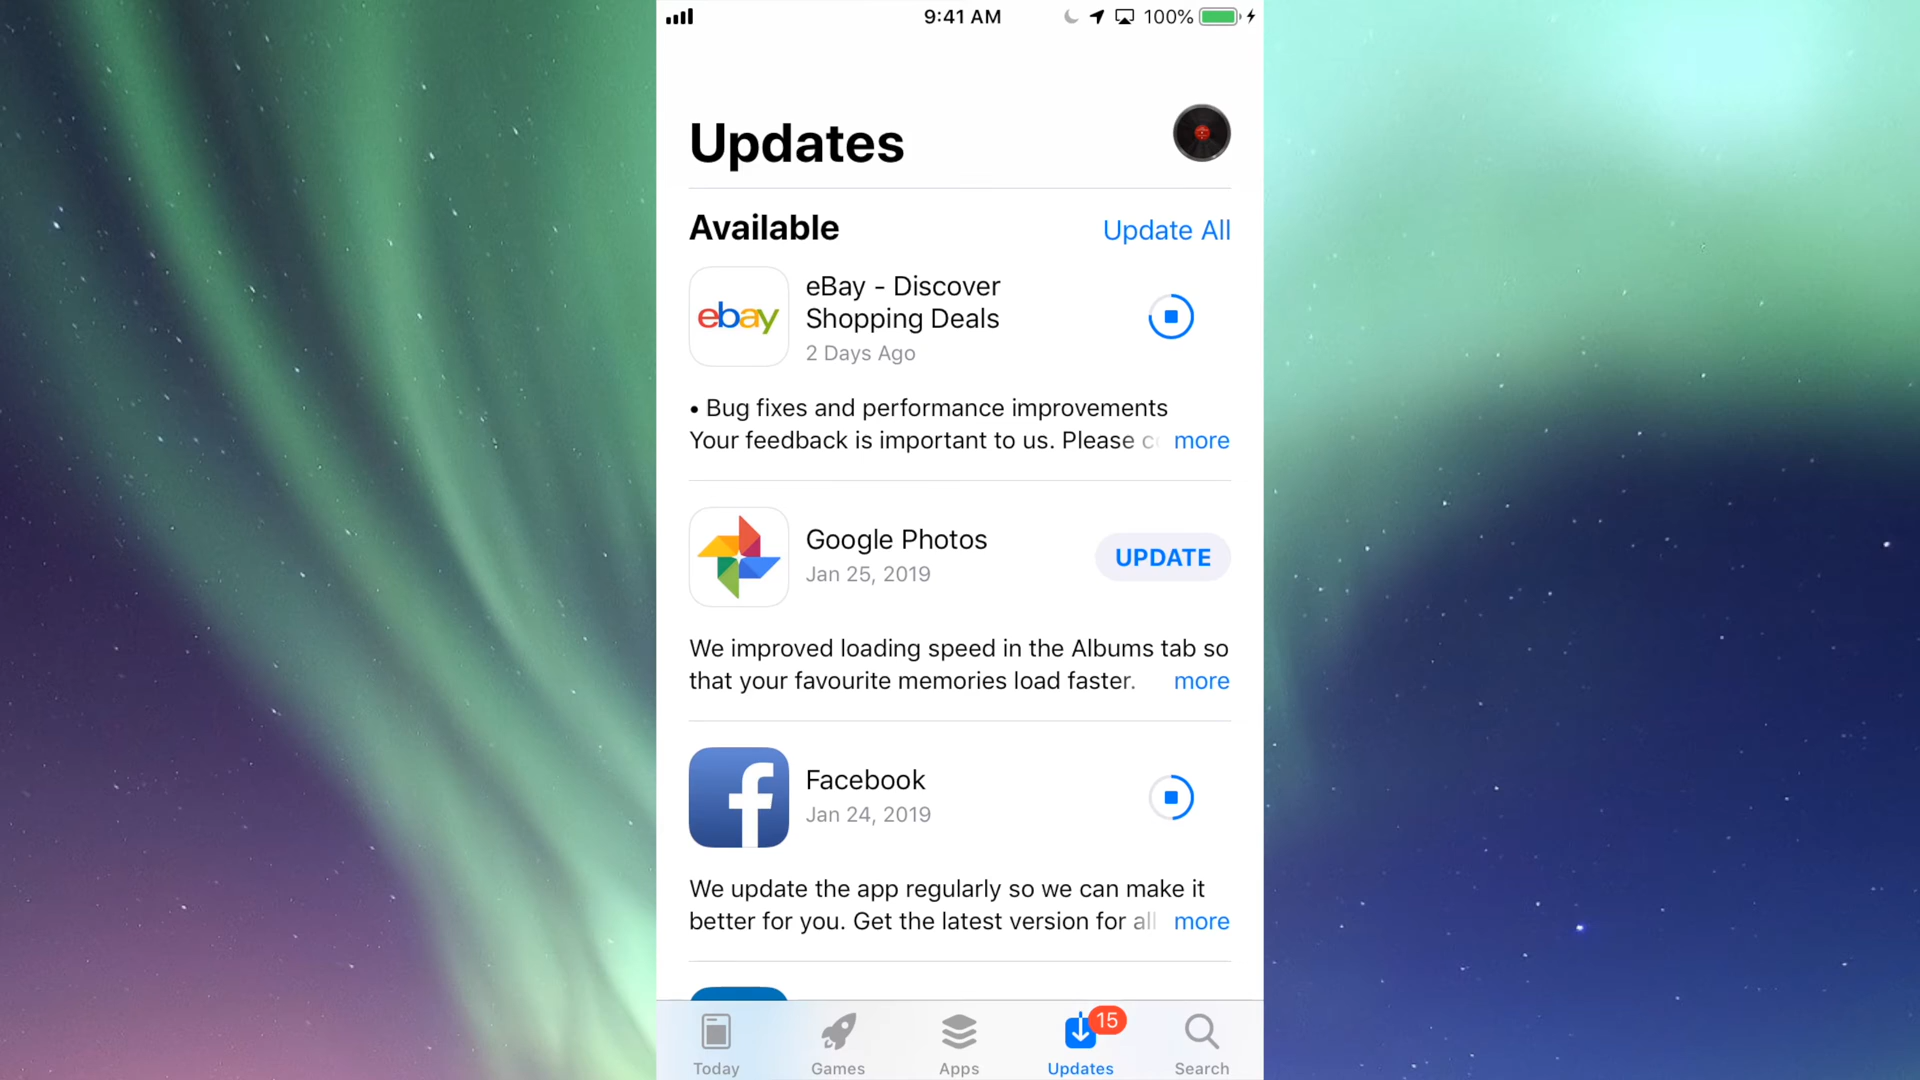 9:41 AM
100%
Updates
Available
Update All
ebay
eBay - Discover
Shopping Deals
2 Days Ago
• Bug fixes and performance improvements
Your feedback is important to us. Please c more
Google Photos
Jan 25, 2019
UPDATE
We improved loading speed in the Albums tab so
that your favourite memories load faster. more
Facebook
Jan 24, 2019
We update the app regularly so we can make it
better for you. Get the latest version for all more
15
Today
Games
Apps
Updates
Search